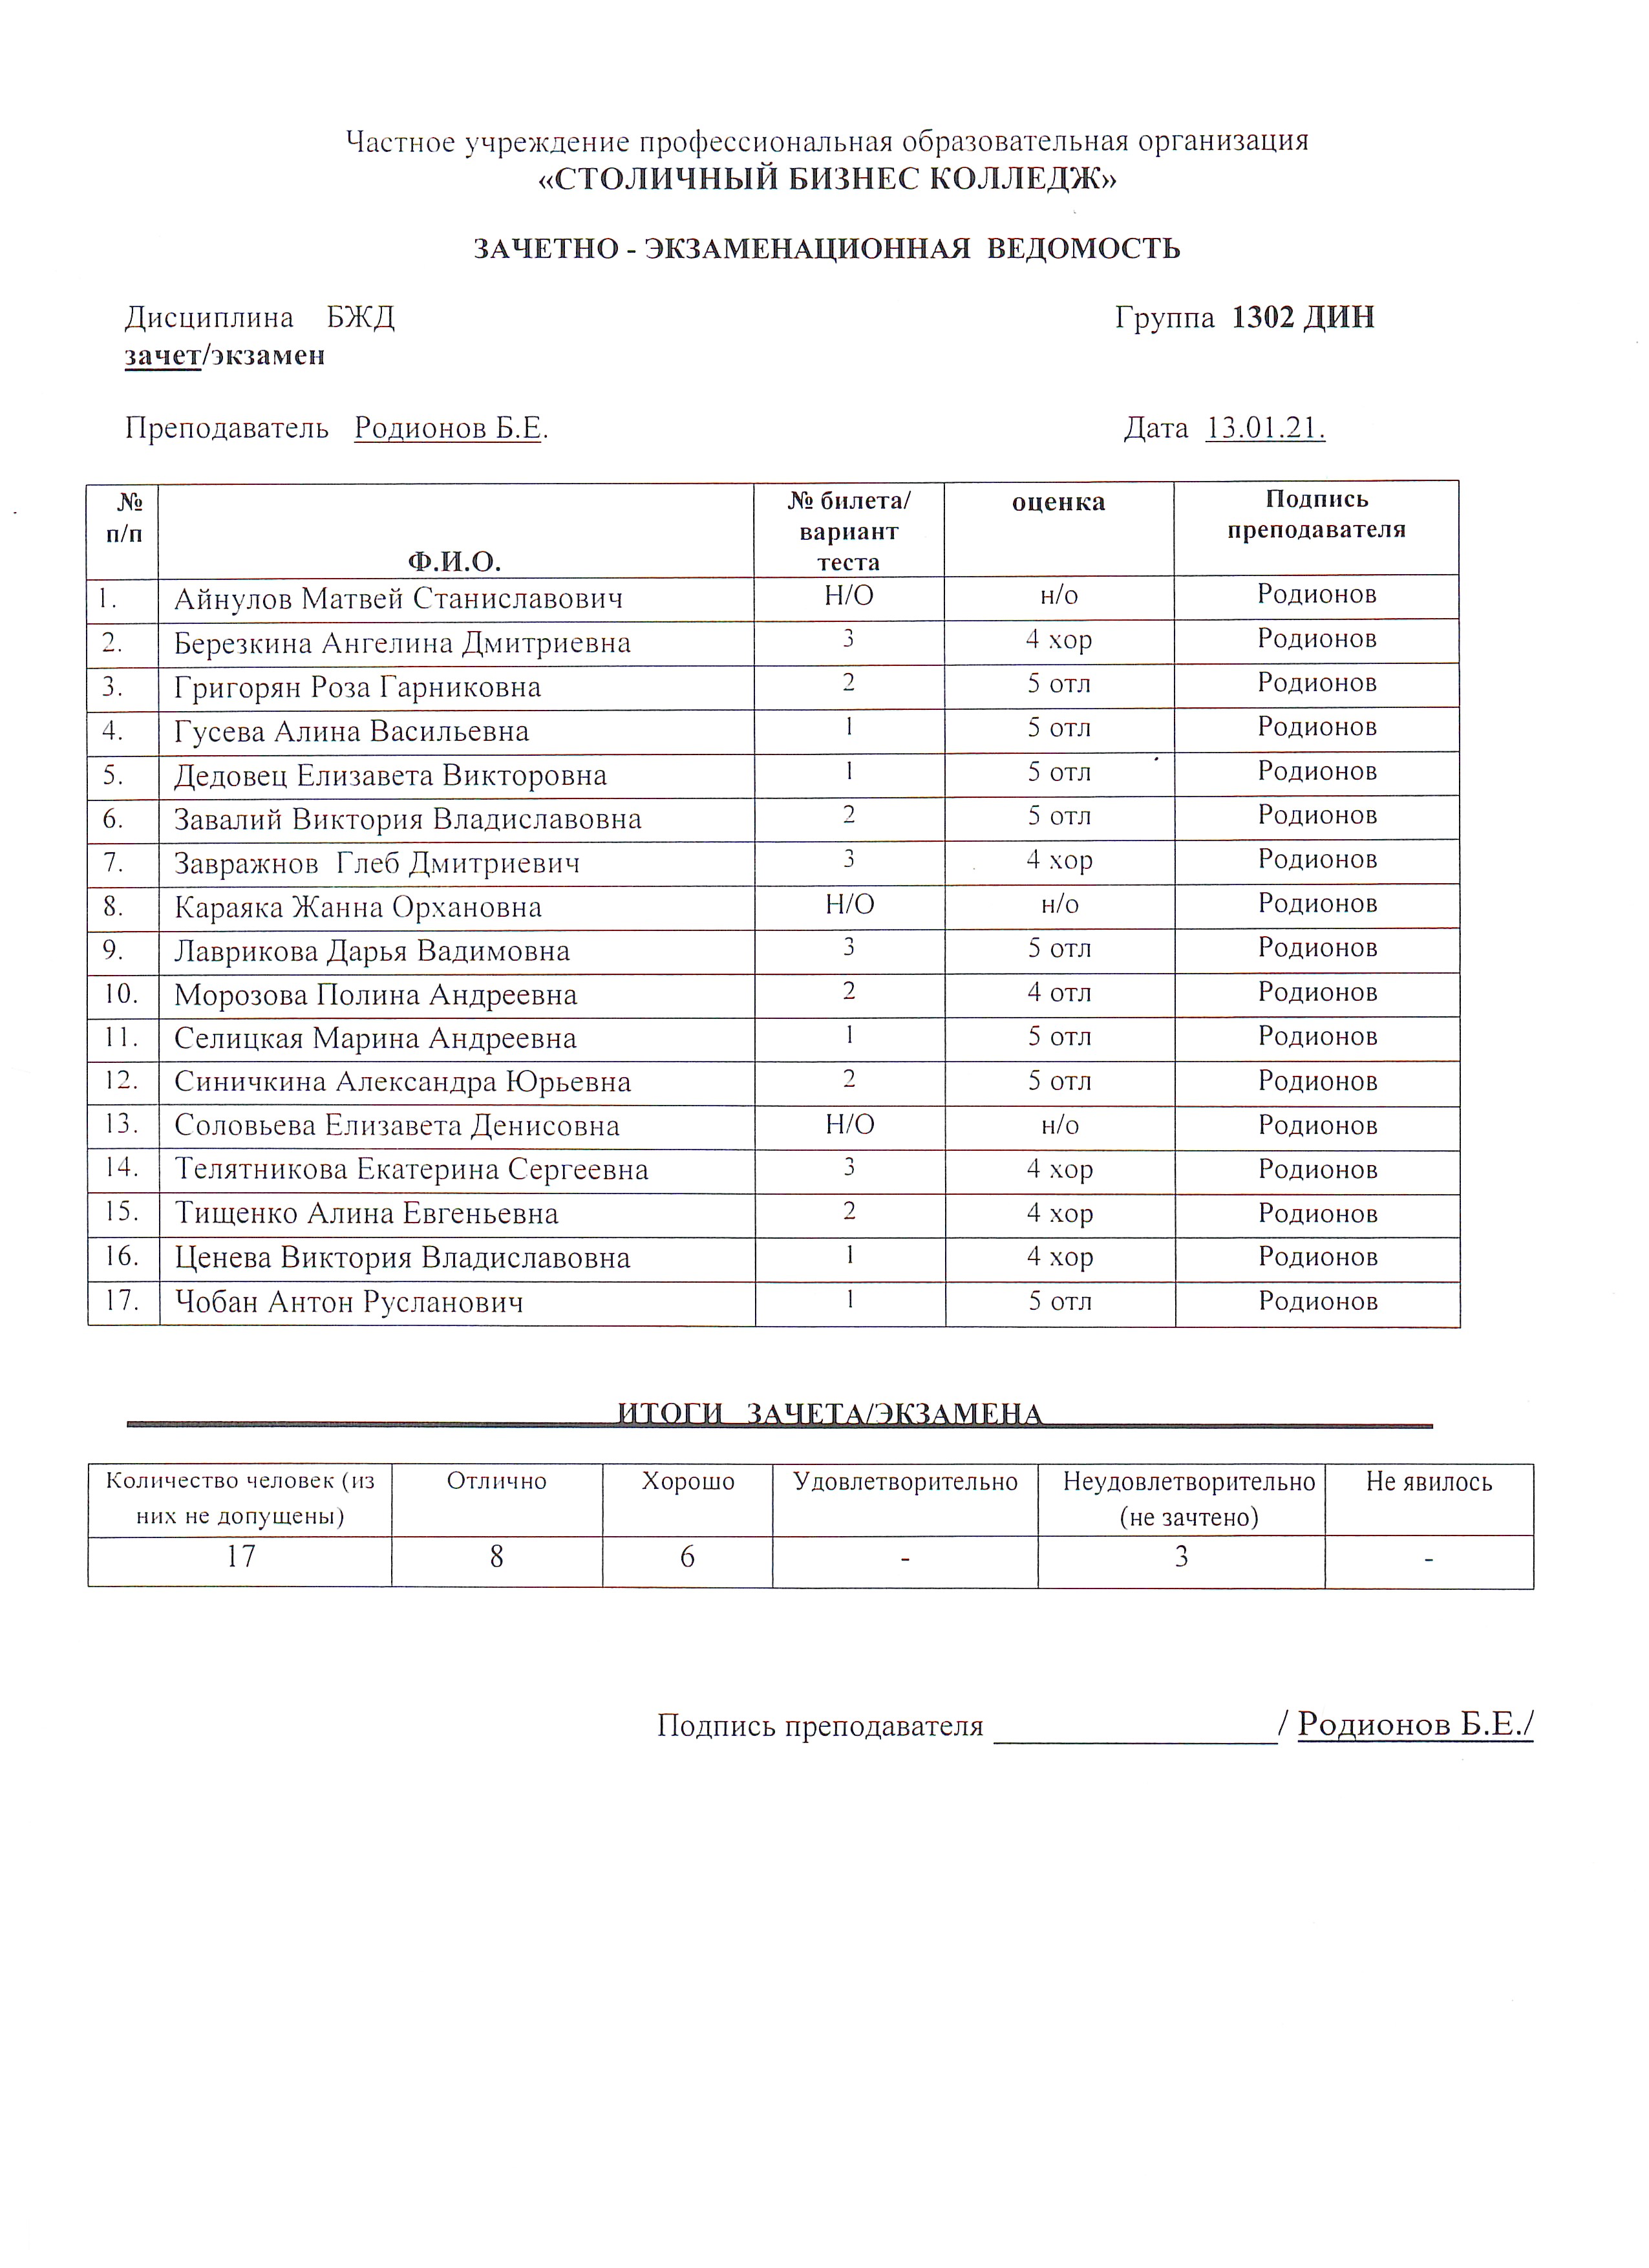 Частное учреждение профессиональная образовательная организация
«СТОЛИЧНЫЙ БИЗНЕС КОЛЛЕДЖ»
ЗАЧЕТНО - ЭКЗАМЕНАЦИОННАЯ ВЕДОМОСТЬ
Дисциплина БЖД Группа 1302 ДИН
зачет/экзамен
Преподаватель Родионов Б.Е. Дата 13.01.21.
№ п/п Ф.И.О. № билета/ вариант теста оценка Подпись преподавателя
1. Айнулов Матвей Станиславович Н/О н/о Родионов
2. Березкина Ангелина Дмитриевна 3 4 хор Родионов
3. Григорян Роза Гарниковна 2 5 отл Родионов
4. Гусева Алина Васильевна 1 5 отл Родионов
5. Дедовец Елизавета Викторовна 1 5 отл Родионов
6. Завалий Виктория Владиславовна 2 5 отл Родионов
7. Завражнов Глеб Дмитриевич 3 4 хор Родионов
8. Караяка Жанна Орхановна Н/О н/о Родионов
9. Лаврикова Дарья Вадимовна 3 5 отл Родионов
10. Морозова Полина Андреевна 2 4 отл Родионов
11. Селицкая Марина Андреевна 1 5 отл Родионов
12. Синичкина Александра Юрьевна 2 5 отл Родионов
13. Соловьева Елизавета Денисовна Н/О н/о Родионов
14. Телятникова Екатерина Сергеевна 3 4 хор Родионов
15. Тищенко Алина Евгеньевна 2 4 хор Родионов
16. Ценева Виктория Владиславовна 1 4 хор Родионов
17. Чобан Антон Русланович 1 5 отл Родионов
ИТОГИ ЗАЧЕТА/ЭКЗАМЕНА
Количество человек (из них не допущены) Отлично Хорошо Удовлетворительно Неудовлетворительно (не зачтено) Не явилось
17 8 6 - 3 -
Подпись преподавателя ________________/ Родионов Б.Е./